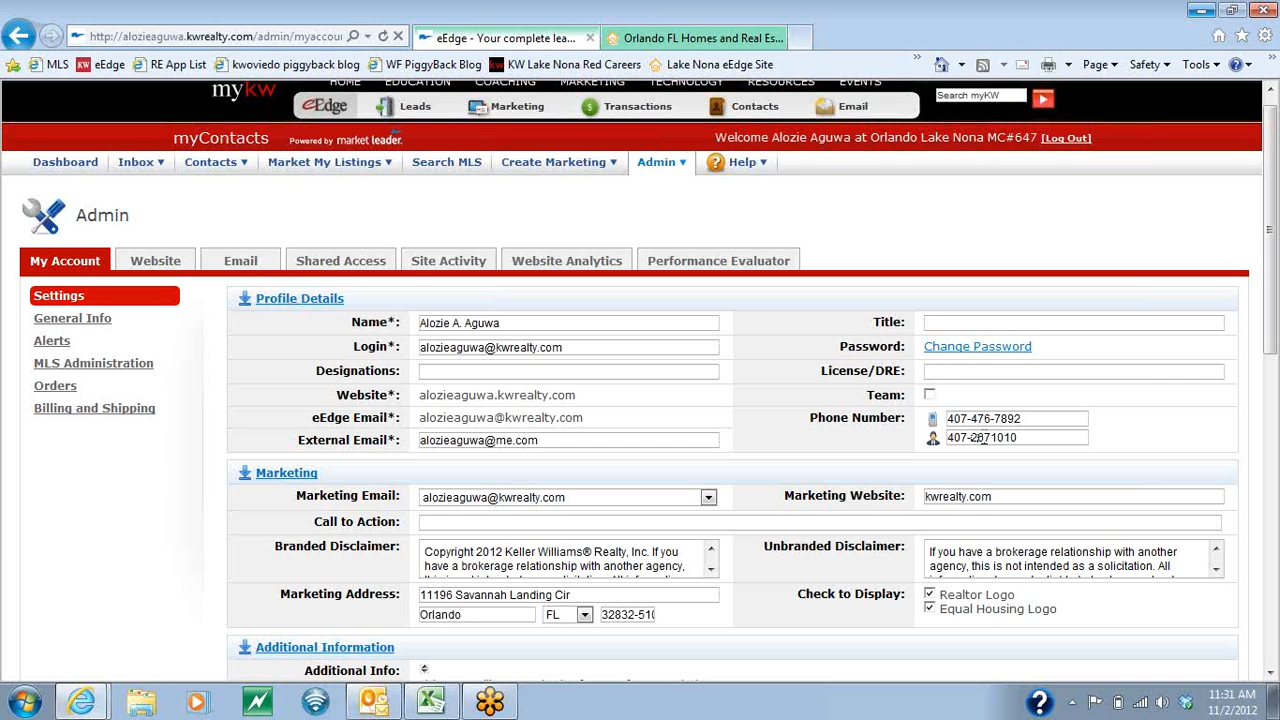 http://alozieaguwa.kwrealty.com/admin/myaccou
eEdge - Your complete lea...
Orlando FL Homes and Real Es...
MLS
eEdge
RE App List
kwoviedo piggyback blog
WF PiggyBack Blog
KW Lake Nona Red Careers
Lake Nona eEdge Site
Page
Safety
Tools
HOME EDUCATION COACHING MARKETING TECHNOLOGY RESOURCES EVENTS
myKW
eEdge
Leads
Marketing
Transactions
Contacts
Email
Search myKW
myContacts
Powered by market leader
Welcome Alozie Aguwa at Orlando Lake Nona MC#647 [Log Out]
Dashboard
Inbox
Contacts
Market My Listings
Search MLS
Create Marketing
Admin
Help
Admin
My Account
Website
Email
Shared Access
Site Activity
Website Analytics
Performance Evaluator
Settings
General Info
Alerts
MLS Administration
Orders
Billing and Shipping
Profile Details
Name*: Alozie A. Aguwa
Title:
Login*: alozieaguwa@kwrealty.com
Password: Change Password
Designations:
License/DRE:
Website*: alozieaguwa.kwrealty.com
Team:
eEdge Email*: alozieaguwa@kwrealty.com
Phone Number: 407-476-7892
External Email*: alozieaguwa@me.com
Marketing
Marketing Email: alozieaguwa@kwrealty.com
Marketing Website: kwrealty.com
Call to Action:
Branded Disclaimer: Copyright 2012 Keller Williams® Realty, Inc. If you
have a brokerage relationship with another agency,
Unbranded Disclaimer: If you have a brokerage relationship with another
agency, this is not intended as a solicitation. All
Marketing Address: 11196 Savannah Landing Cir
Orlando FL 32832-510
Check to Display: Realtor Logo
Equal Housing Logo
Additional Information
Additional Info:
11:31 AM
11/2/2012